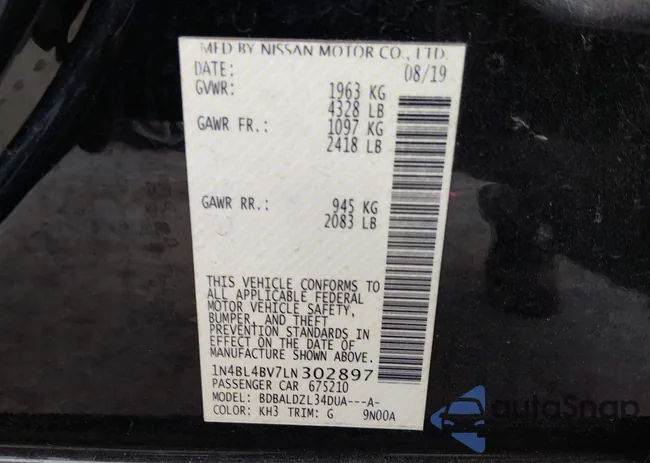 MFD BY NISSAN MOTOR CO., LTD.
DATE: 08/19
GVWR: 1963 KG
4328 LB
GAWR FR.: 1097 KG
2418 LB
GAWR RR.: 945 KG
2083 LB
THIS VEHICLE CONFORMS TO
ALL APPLICABLE FEDERAL
MOTOR VEHICLE SAFETY,
BUMPER, AND THEFT
PREVENTION STANDARDS IN
EFFECT ON THE DATE OF
MANUFACTURE SHOWN ABOVE.
1N4BL4BV7LN302897
PASSENGER CAR 675210
MODEL: BDBALDZL34DUA---A-
COLOR: KH3 TRIM: G 9N00A
autoSnap